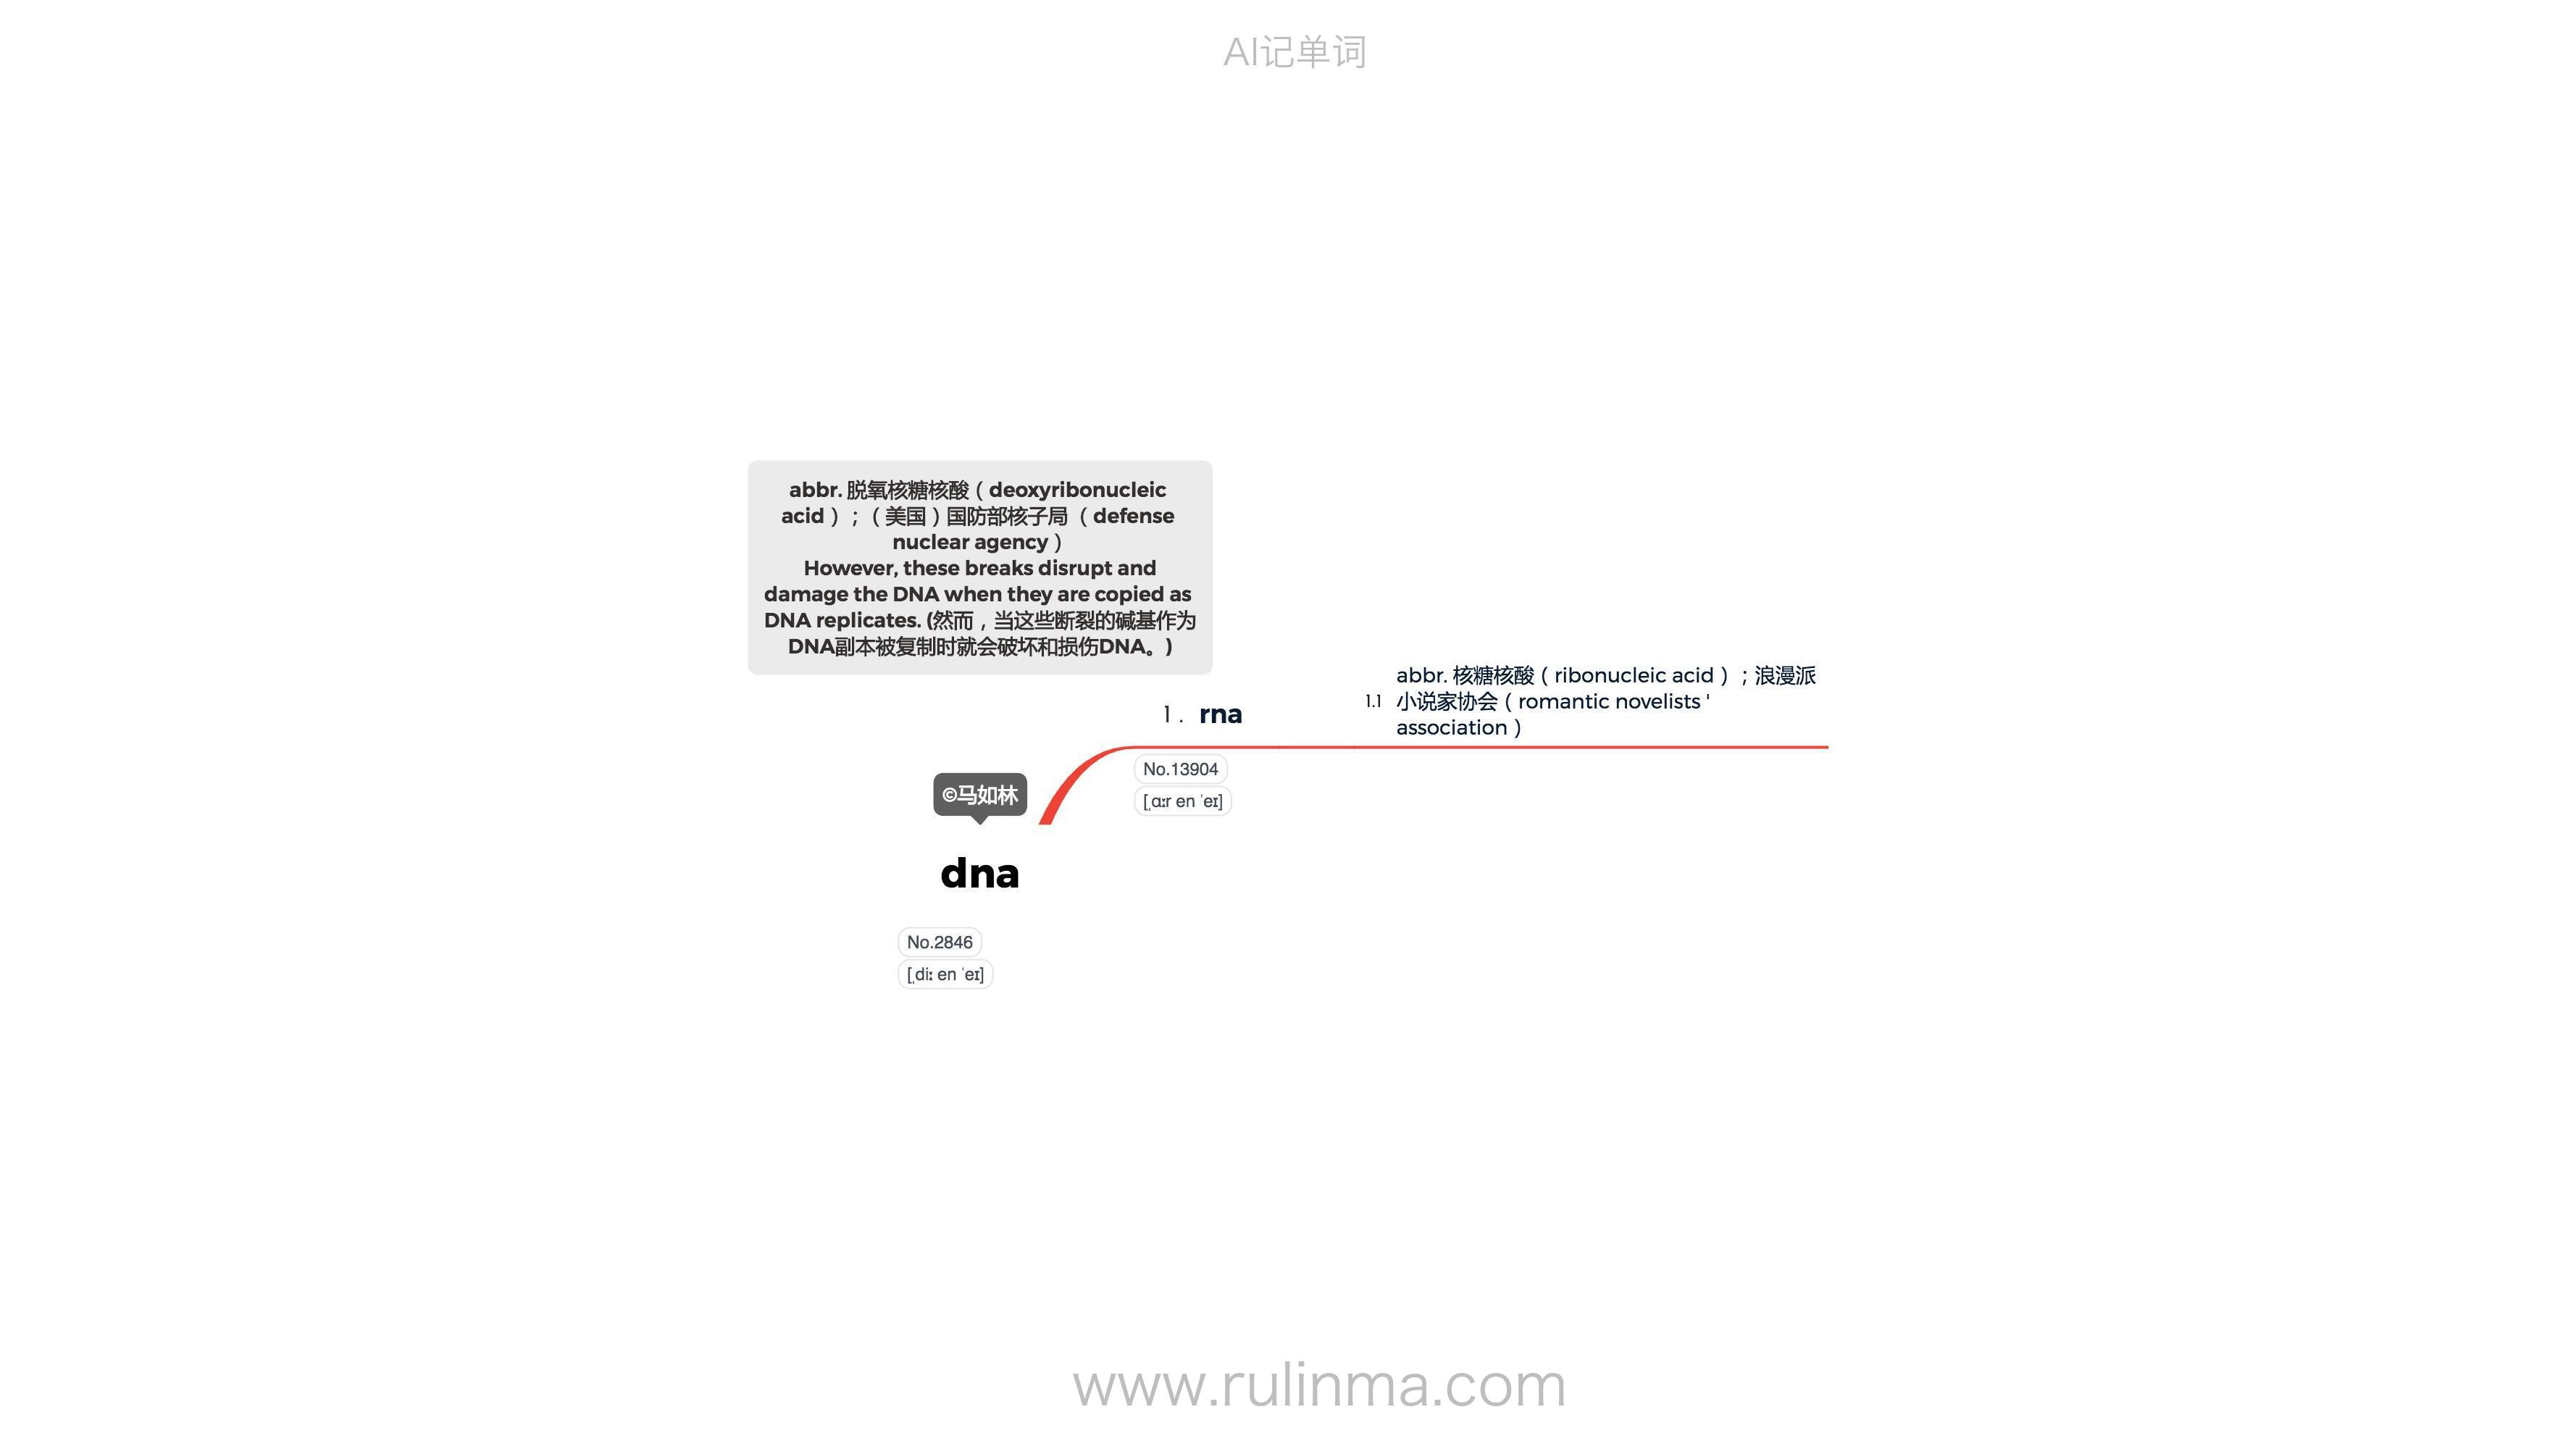 AI记单词
abbr. 脱氧核糖核酸（deoxyribonucleic
acid）；（美国）国防部核子局（defense
nuclear agency）
However, these breaks disrupt and
damage the DNA when they are copied as
DNA replicates. (然而，当这些断裂的碱基作为
DNA副本被复制时就会破坏和损伤DNA。)
1. rna
1.1 abbr. 核糖核酸（ribonucleic acid）；浪漫派
小说家协会（romantic novelists '
association）
No.13904
[ˌɑːr en ˈeɪ]
©马如林
dna
No.2846
[ˌdiː en ˈeɪ]
www.rulinma.com